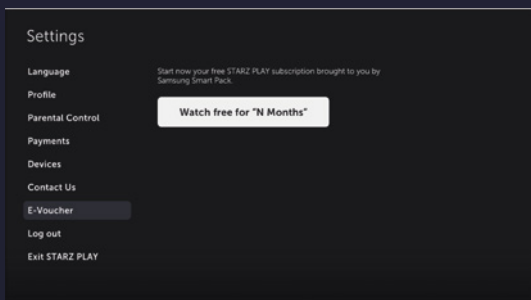 Settings
Language
Profile
Parental Control
Payments
Devices
Contact Us
E-Voucher
Log out
Exit STARZ PLAY
Start now your free STARZ PLAY subscription brought to you by
Samsung Smart Pack.
Watch free for "N Months"